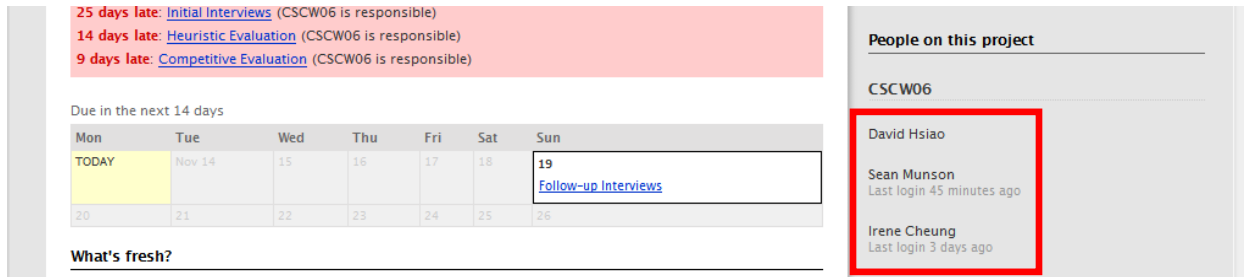 25 days late: Initial Interviews (CSCW06 is responsible)
14 days late: Heuristic Evaluation (CSCW06 is responsible)
9 days late: Competitive Evaluation (CSCW06 is responsible)
Due in the next 14 days
Mon Tue Wed Thu Fri Sat Sun
TODAY Nov 14 15 16 17 18 19
Follow-up Interviews
20 21 22 23 24 25 26
What's fresh?
People on this project
CSCW06
David Hsiao
Sean Munson
Last login 45 minutes ago
Irene Cheung
Last login 3 days ago